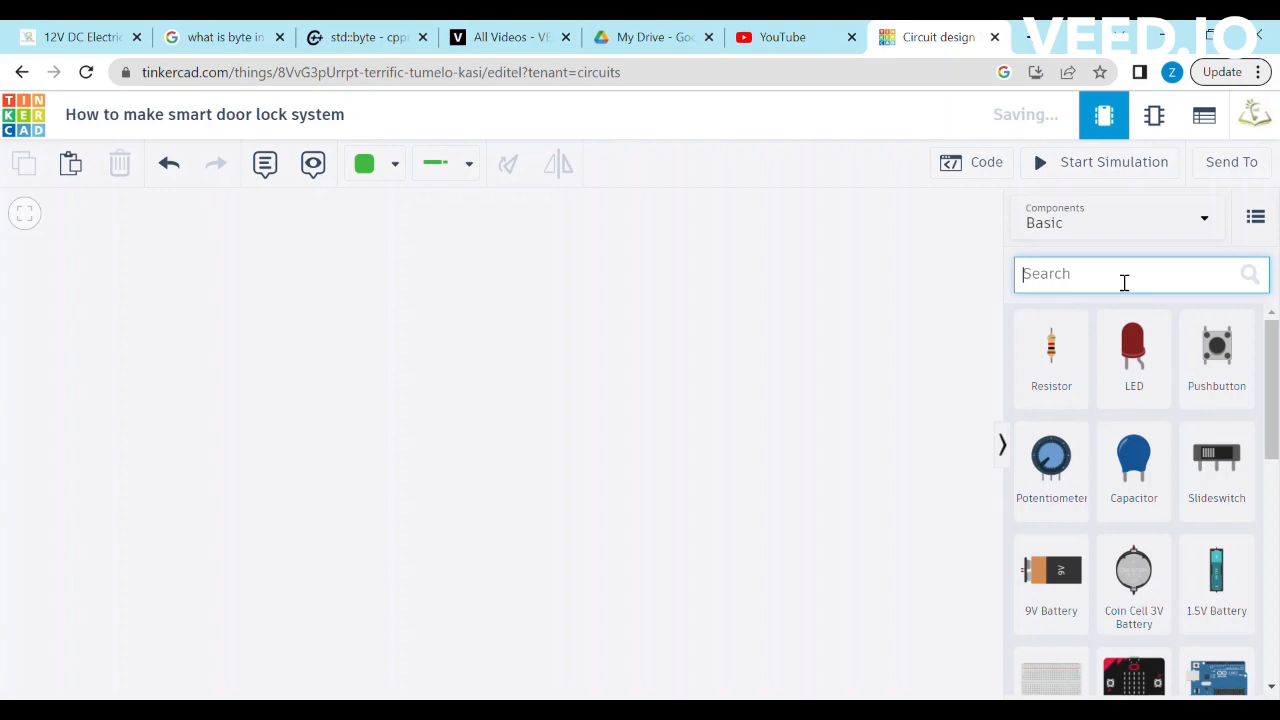 12V DC Electric
what is byte in
std::byte - cppr
All Videos - VE
My Drive - Goo
YouTube
Circuit design
VEED.IO
tinkercad.com/things/8VvG3pUrrpt-terrific-tumelo-kasi/editel?tenant=circuits
Z
Update
TIN
KER
CAD
How to make smart door lock system
Saving...
Code
Start Simulation
Send To
Components
Basic
Search
Resistor
LED
Pushbutton
Potentiometer
Capacitor
Slideswitch
9V
9V Battery
Coin Cell 3V
Battery
1.5V Battery